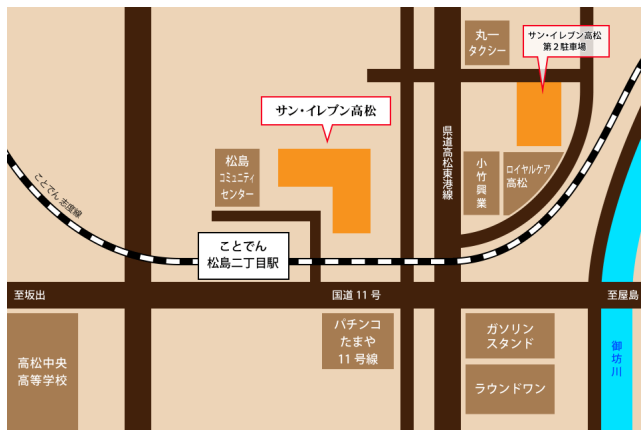 丸一
タクシー
サン・イレブン高松
第2駐車場
サン・イレブン高松
県道高松東港線
松島
コミュニティ
センター
小竹興業
ロイヤルケア
高松
ことでん 志度線
ことでん
松島二丁目駅
至坂出
国道11号
至屋島
パチンコ
たまや
11号線
ガソリン
スタンド
高松中央
高等学校
ラウンドワン
御坊川